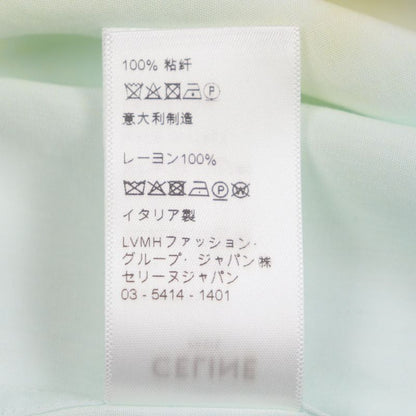 100% 粘纤
意大利制造
レーヨン100%
イタリア製
LVMHファッション・
グループ・ジャパン㈱
セリーヌジャパン
03 - 5414 - 1401
CELINE